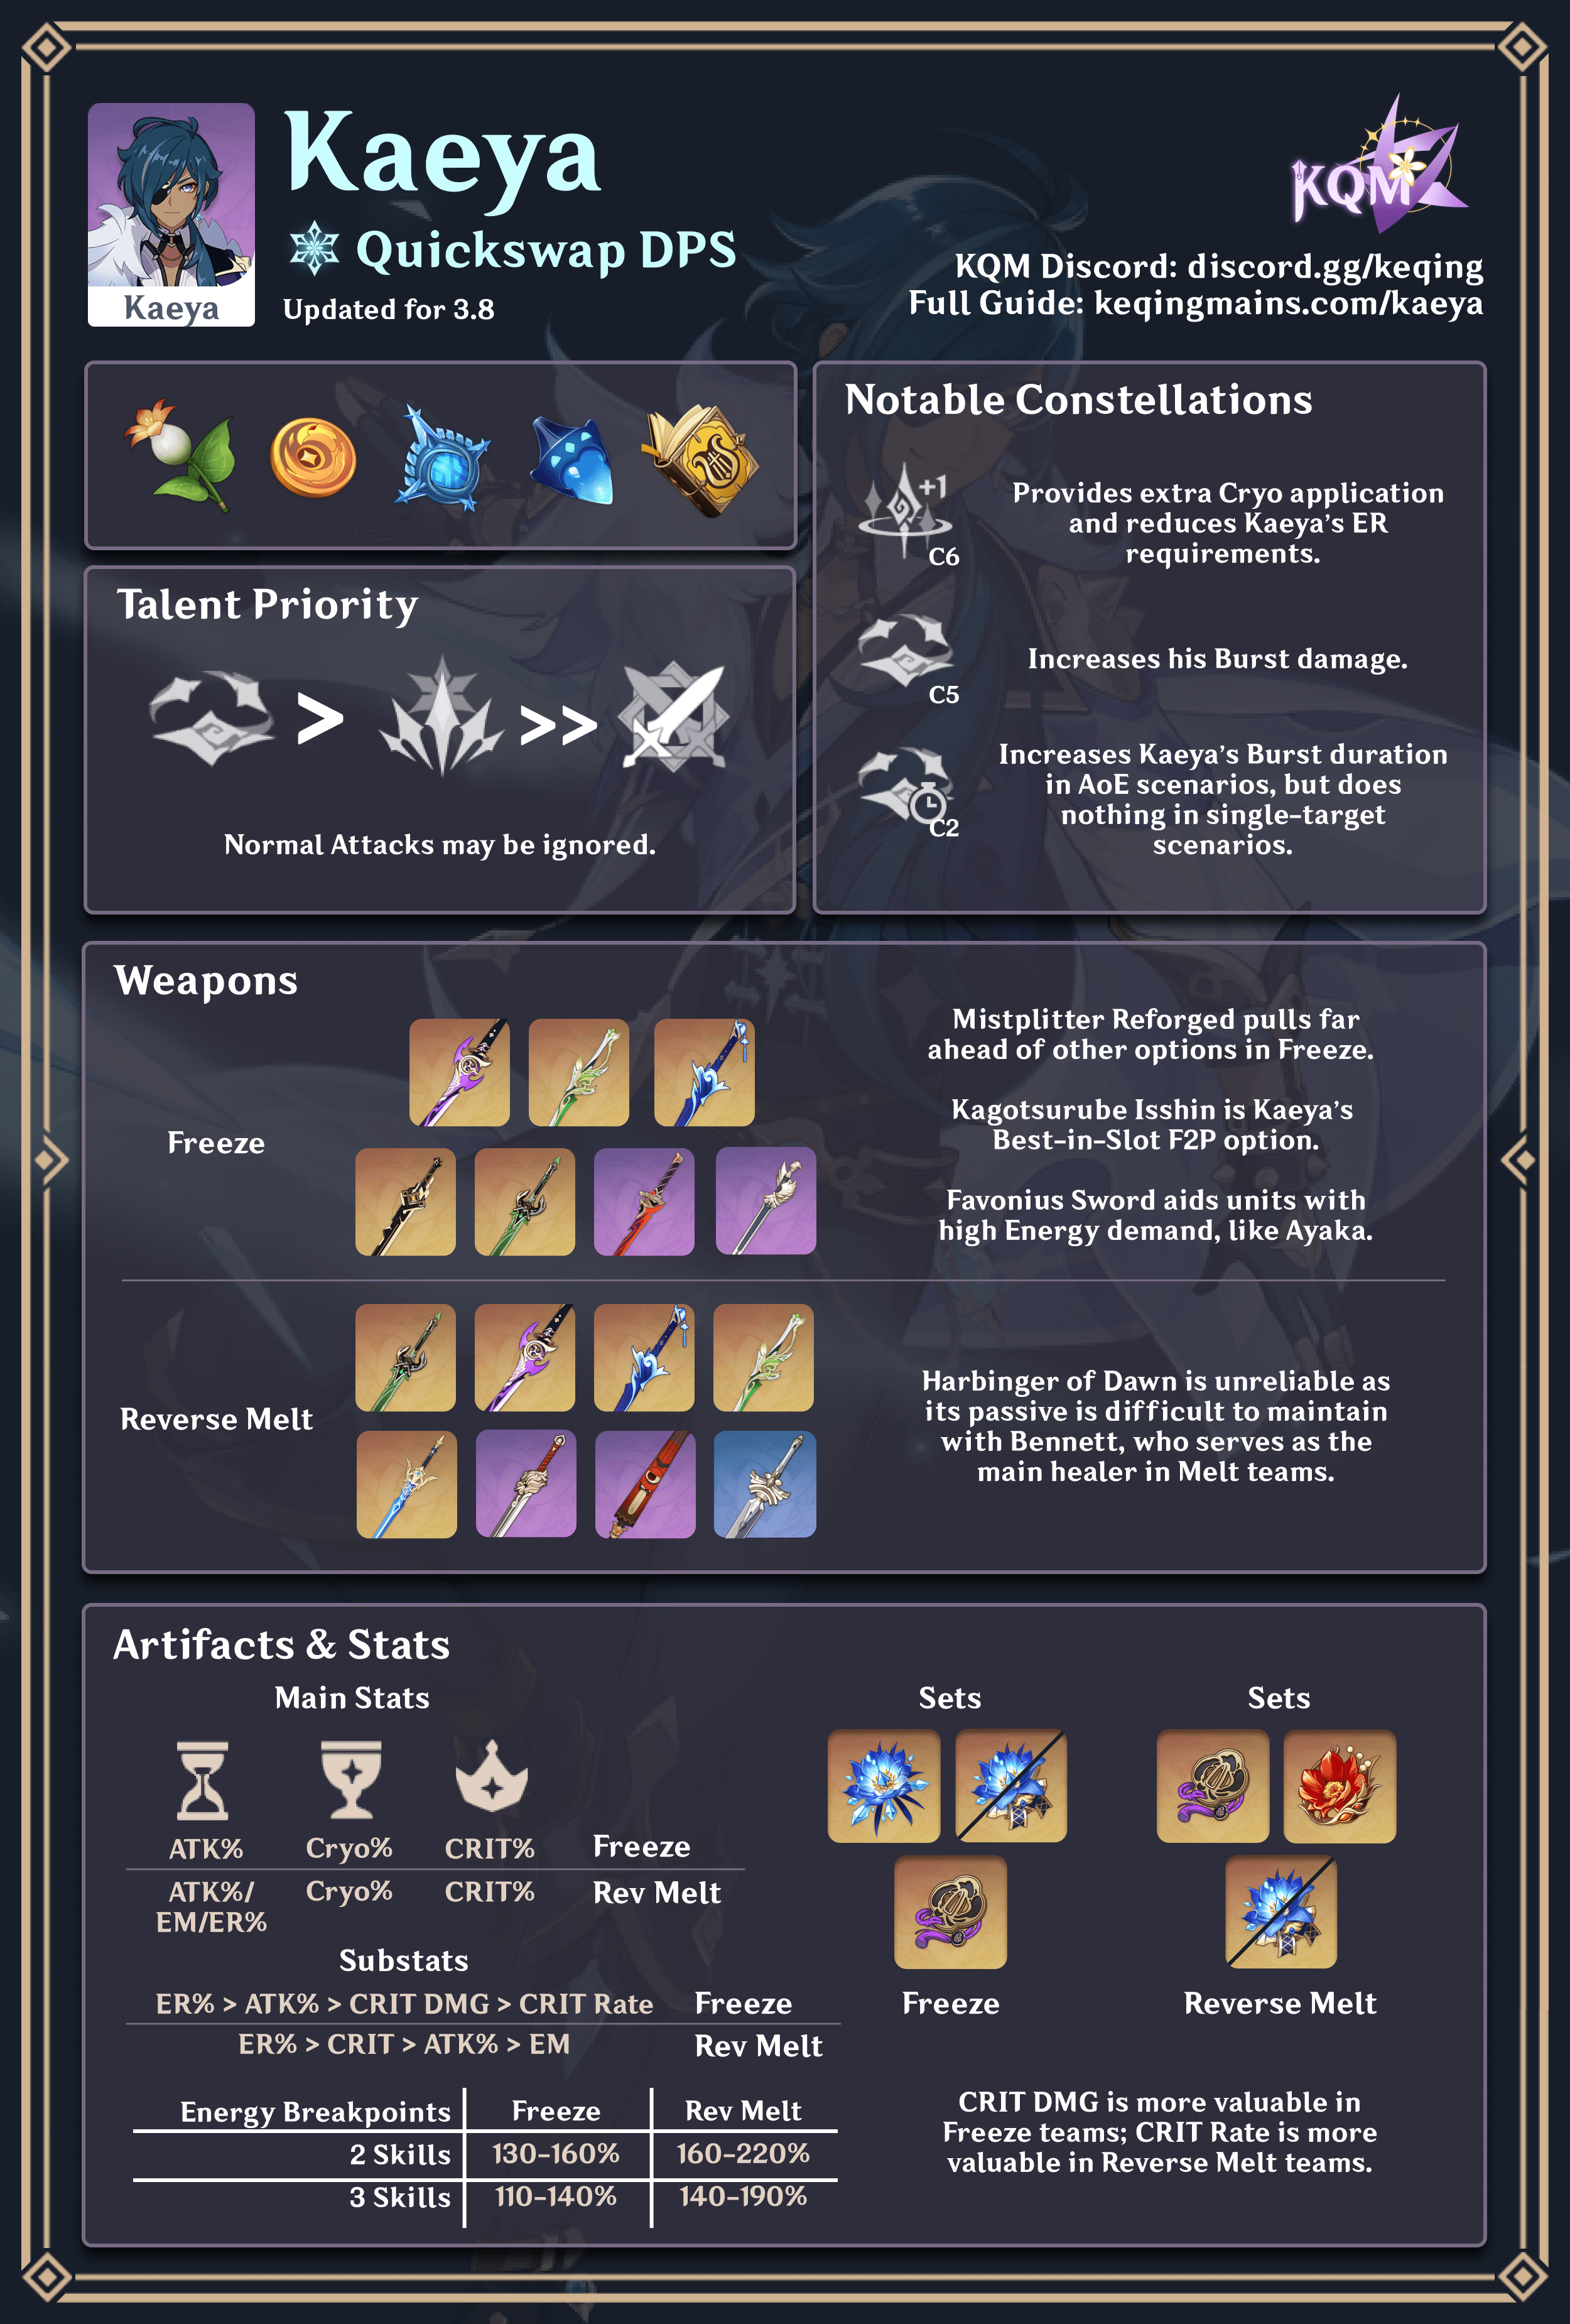 Kaeya
Kaeya
Quickswap DPS
Updated for 3.8
KQM
KQM Discord: discord.gg/keqing
Full Guide: keqingmains.com/kaeya
Talent Priority
>
>>
Normal Attacks may be ignored.
Notable Constellations
+1
C6
Provides extra Cryo application
and reduces Kaeya's ER
requirements.
C5
Increases his Burst damage.
C2
Increases Kaeya's Burst duration
in AoE scenarios, but does
nothing in single-target
scenarios.
Weapons
Freeze
Mistplitter Reforged pulls far
ahead of other options in Freeze.
Kagotsurube Isshin is Kaeya's
Best-in-Slot F2P option.
Favonius Sword aids units with
high Energy demand, like Ayaka.
Reverse Melt
Harbinger of Dawn is unreliable as
its passive is difficult to maintain
with Bennett, who serves as the
main healer in Melt teams.
Artifacts & Stats
Main Stats
ATK% Cryo% CRIT% Freeze
ATK%/ Cryo% CRIT% Rev Melt
EM/ER%
Substats
ER% > ATK% > CRIT DMG > CRIT Rate Freeze
ER% > CRIT > ATK% > EM Rev Melt
Energy Breakpoints Freeze Rev Melt
2 Skills 130-160% 160-220%
3 Skills 110-140% 140-190%
Sets
Freeze
Sets
Reverse Melt
CRIT DMG is more valuable in
Freeze teams; CRIT Rate is more
valuable in Reverse Melt teams.